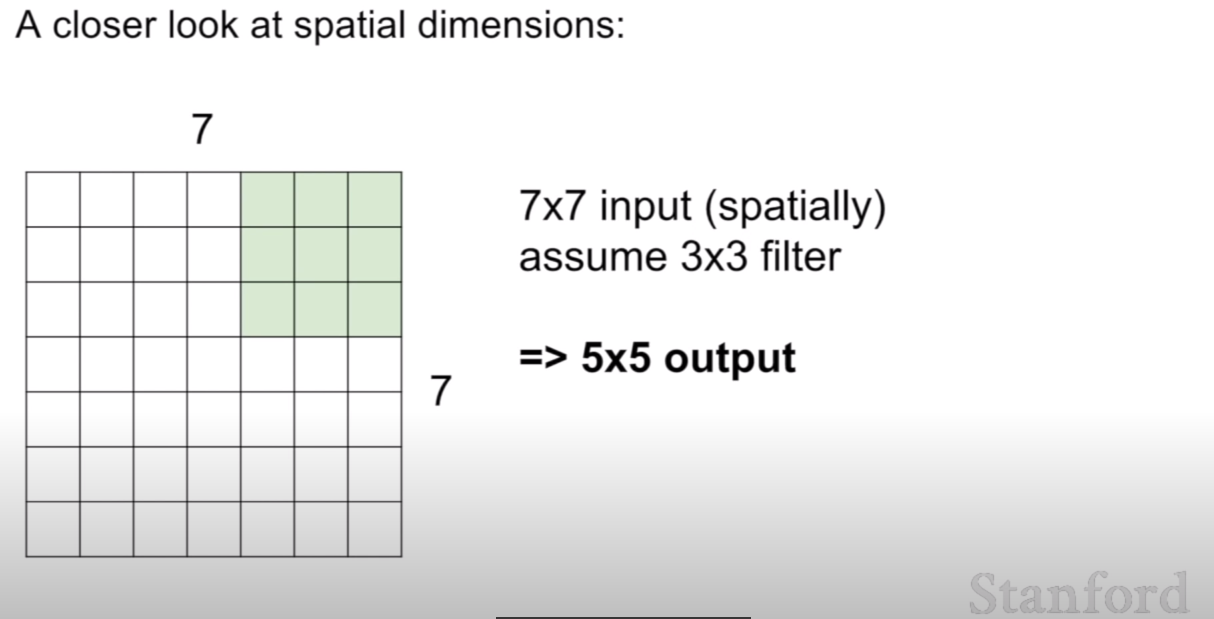 A closer look at spatial dimensions:
7
7x7 input (spatially)
assume 3x3 filter
=> 5x5 output
7
Stanford